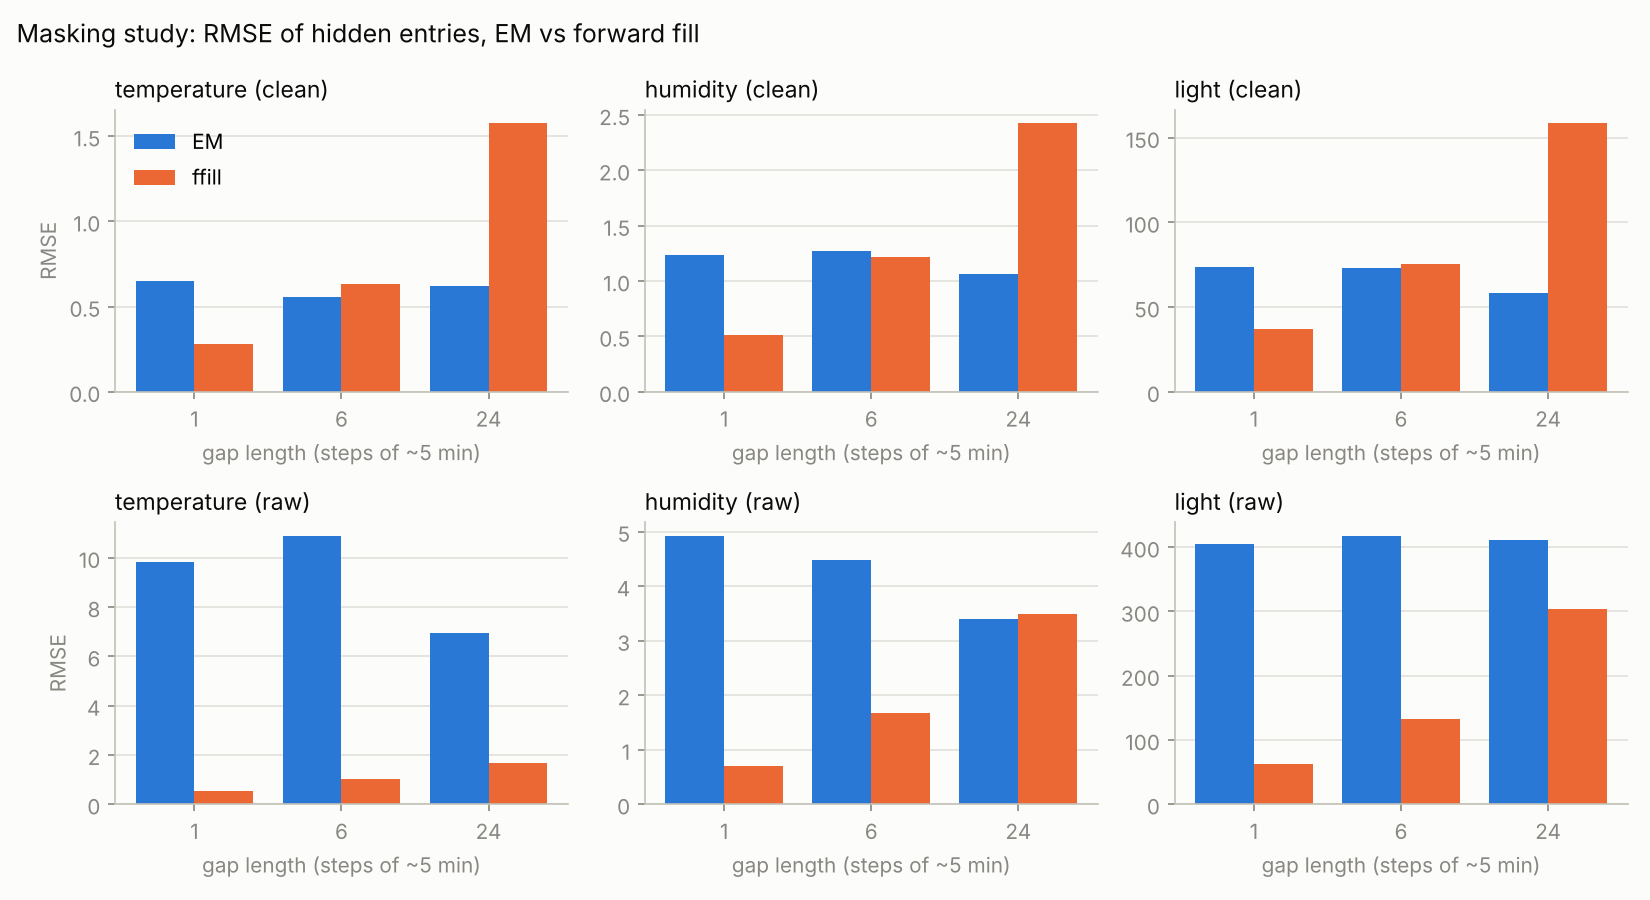 Masking study: RMSE of hidden entries, EM vs forward fill
temperature (clean)
EM
ffill
RMSE
0.0
0.5
1.0
1.5
1
6
24
gap length (steps of ~5 min)
humidity (clean)
0.0
0.5
1.0
1.5
2.0
2.5
1
6
24
gap length (steps of ~5 min)
light (clean)
0
50
100
150
1
6
24
gap length (steps of ~5 min)
temperature (raw)
RMSE
0
2
4
6
8
10
1
6
24
gap length (steps of ~5 min)
humidity (raw)
0
1
2
3
4
5
1
6
24
gap length (steps of ~5 min)
light (raw)
0
100
200
300
400
1
6
24
gap length (steps of ~5 min)